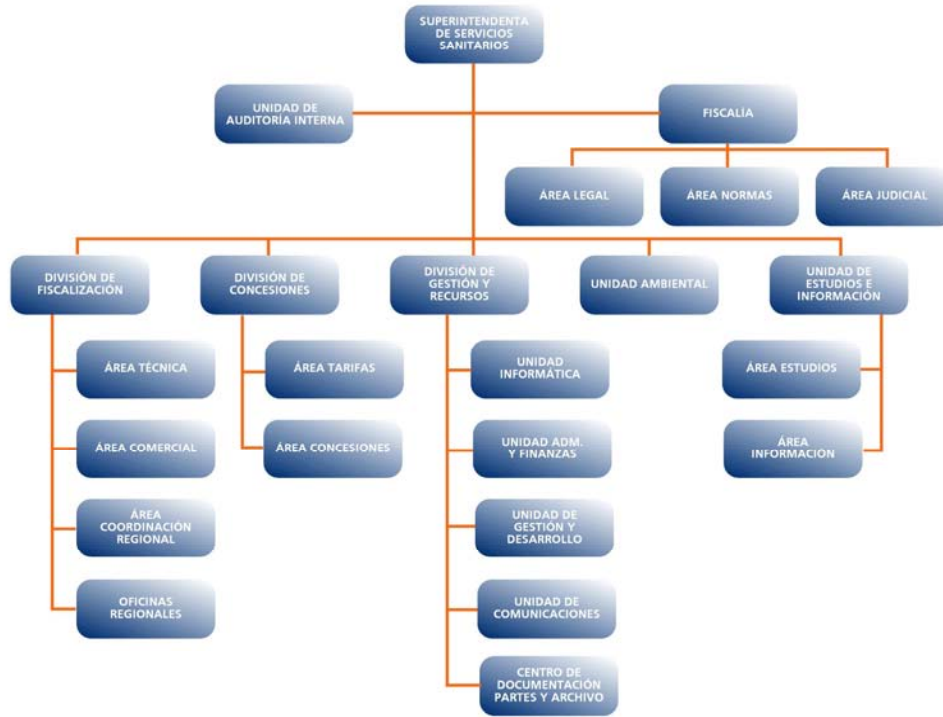 SUPERINTENDENTA
DE SERVICIOS
SANITARIOS
UNIDAD DE
AUDITORÍA INTERNA
FISCALÍA
ÁREA LEGAL
ÁREA NORMAS
ÁREA JUDICIAL
DIVISIÓN DE
FISCALIZACIÓN
DIVISIÓN DE
CONCESIONES
DIVISIÓN DE
GESTIÓN Y
RECURSOS
UNIDAD AMBIENTAL
UNIDAD DE
ESTUDIOS E
INFORMACIÓN
ÁREA TÉCNICA
ÁREA COMERCIAL
ÁREA
COORDINACIÓN
REGIONAL
OFICINAS
REGIONALES
ÁREA TARIFAS
ÁREA CONCESIONES
UNIDAD
INFORMÁTICA
UNIDAD ADM.
Y FINANZAS
UNIDAD DE
GESTIÓN Y
DESARROLLO
UNIDAD DE
COMUNICACIONES
CENTRO DE
DOCUMENTACIÓN
PARTES Y ARCHIVO
ÁREA ESTUDIOS
ÁREA
INFORMACIÓN